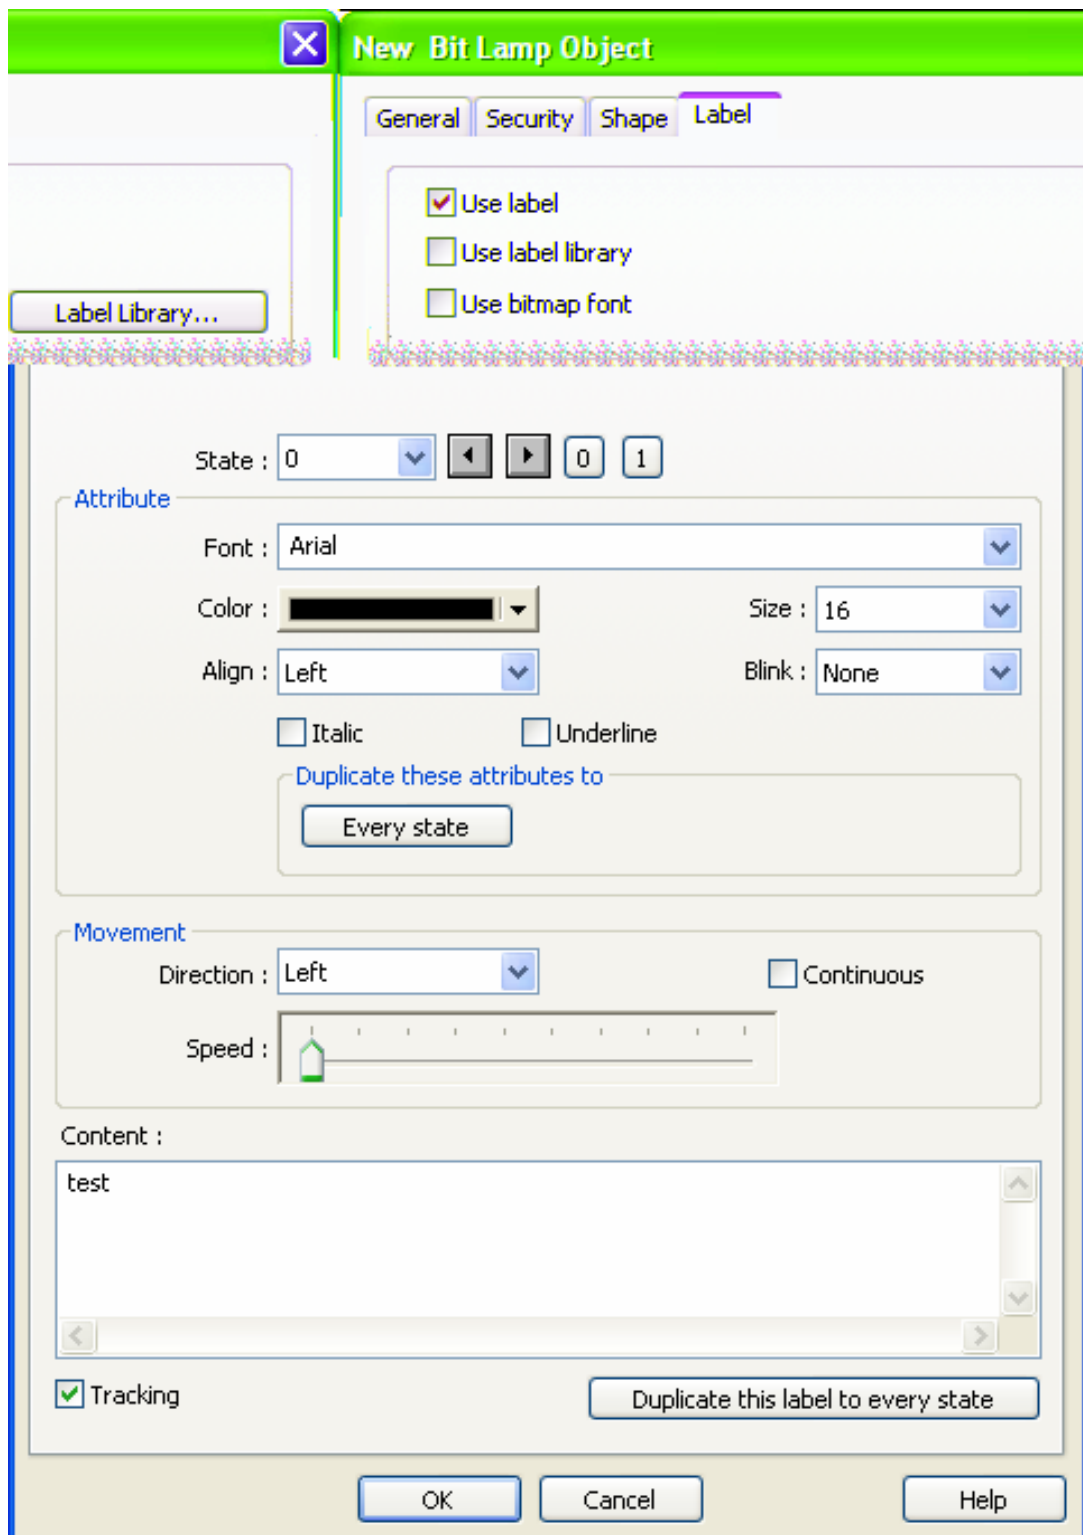 New Bit Lamp Object
General Security Shape Label
Use label
Use label library
Use bitmap font
Label Library...
State : 0 0 1
Attribute
Font : Arial
Color : Size : 16
Align : Left Blink : None
Italic Underline
Duplicate these attributes to
Every state
Movement
Direction : Left Continuous
Speed :
Content :
test
Tracking Duplicate this label to every state
OK Cancel Help